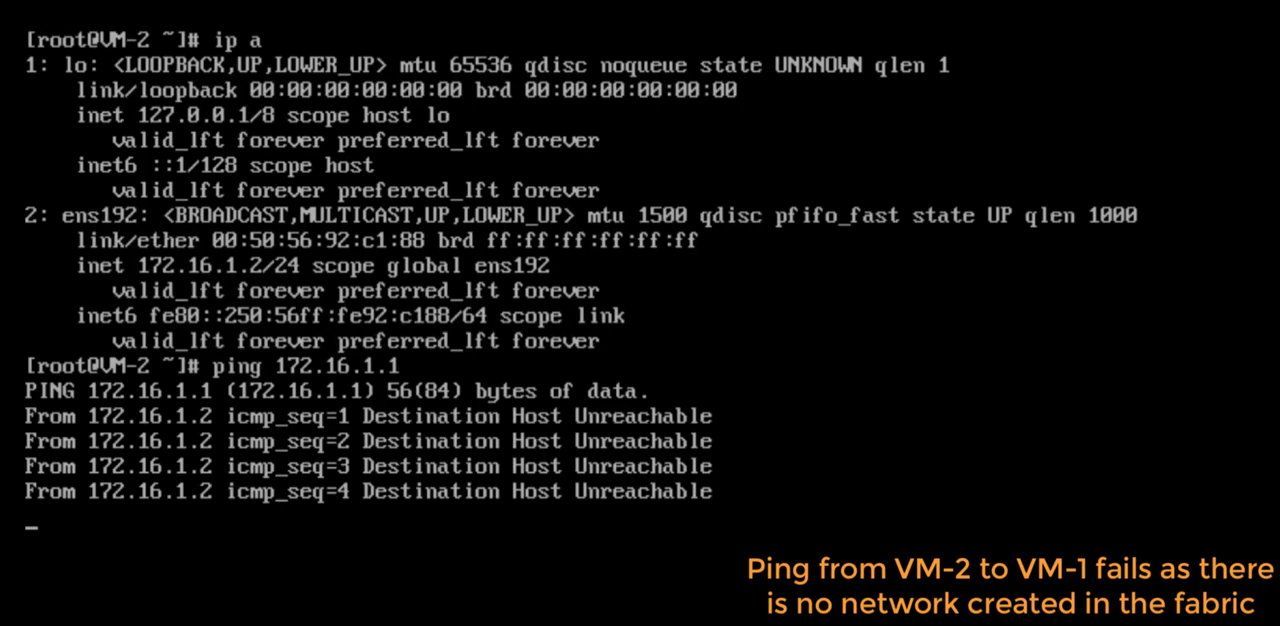 [root@VM-2 ~]# ip a
1: lo: <LOOPBACK,UP,LOWER_UP> mtu 65536 qdisc noqueue state UNKNOWN qlen 1
link/loopback 00:00:00:00:00:00 brd 00:00:00:00:00:00
inet 127.0.0.1/8 scope host lo
valid_lft forever preferred_lft forever
inet6 ::1/128 scope host
valid_lft forever preferred_lft forever
2: ens192: <BROADCAST,MULTICAST,UP,LOWER_UP> mtu 1500 qdisc pfifo_fast state UP qlen 1000
link/ether 00:50:56:92:c1:88 brd ff:ff:ff:ff:ff:ff
inet 172.16.1.2/24 scope global ens192
valid_lft forever preferred_lft forever
inet6 fe80::250:56ff:fe92:c188/64 scope link
valid_lft forever preferred_lft forever
[root@VM-2 ~]# ping 172.16.1.1
PING 172.16.1.1 (172.16.1.1) 56(84) bytes of data.
From 172.16.1.2 icmp_seq=1 Destination Host Unreachable
From 172.16.1.2 icmp_seq=2 Destination Host Unreachable
From 172.16.1.2 icmp_seq=3 Destination Host Unreachable
From 172.16.1.2 icmp_seq=4 Destination Host Unreachable
Ping from VM-2 to VM-1 fails as there
is no network created in the fabric